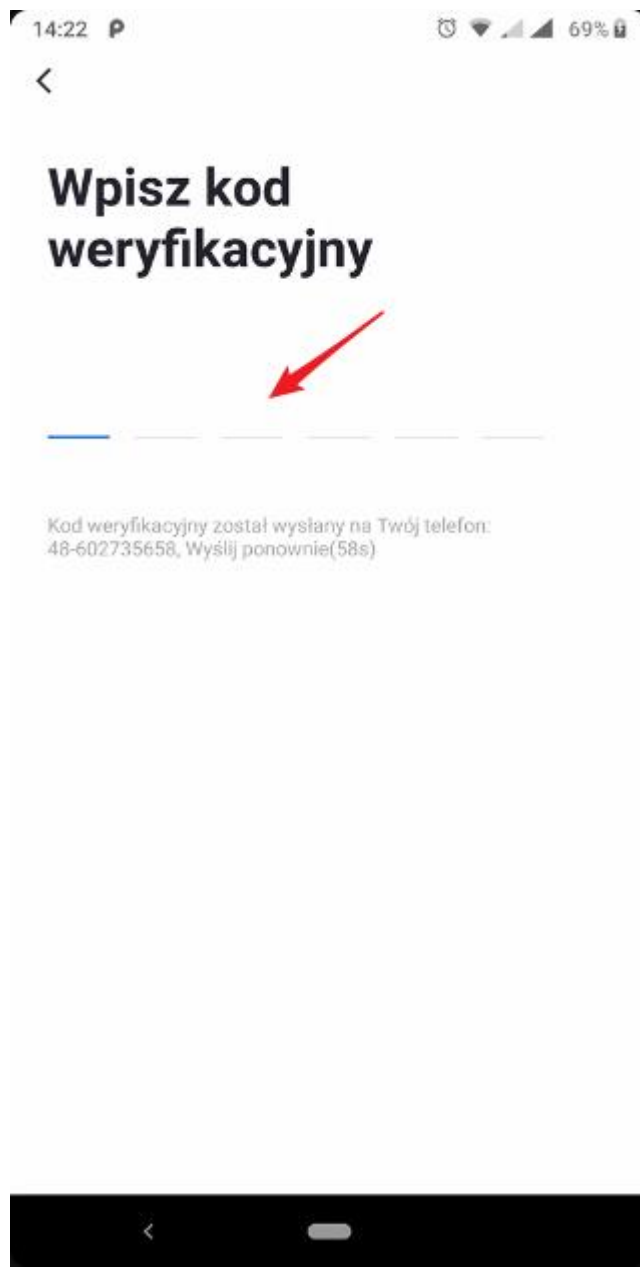 14:22 P 69%
Wpisz kod
weryfikacyjny
Kod weryfikacyjny został wysłany na Twój telefon:
48-602735658, Wyślij ponownie(58s)